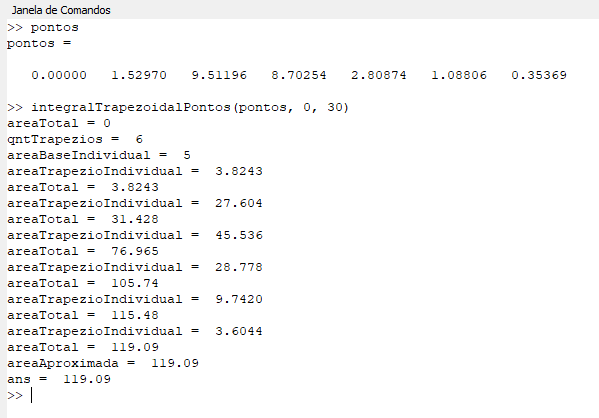 Janela de Comandos
>> pontos
pontos =
0.00000 1.52970 9.51196 8.70254 2.80874 1.08806 0.35369
>> integralTrapezoidalPontos(pontos, 0, 30)
areaTotal = 0
qntTrapezios = 6
areaBaseIndividual = 5
areaTrapezioIndividual = 3.8243
areaTotal = 3.8243
areaTrapezioIndividual = 27.604
areaTotal = 31.428
areaTrapezioIndividual = 45.536
areaTotal = 76.965
areaTrapezioIndividual = 28.778
areaTotal = 105.74
areaTrapezioIndividual = 9.7420
areaTotal = 115.48
areaTrapezioIndividual = 3.6044
areaTotal = 119.09
areaAproximada = 119.09
ans = 119.09
>>